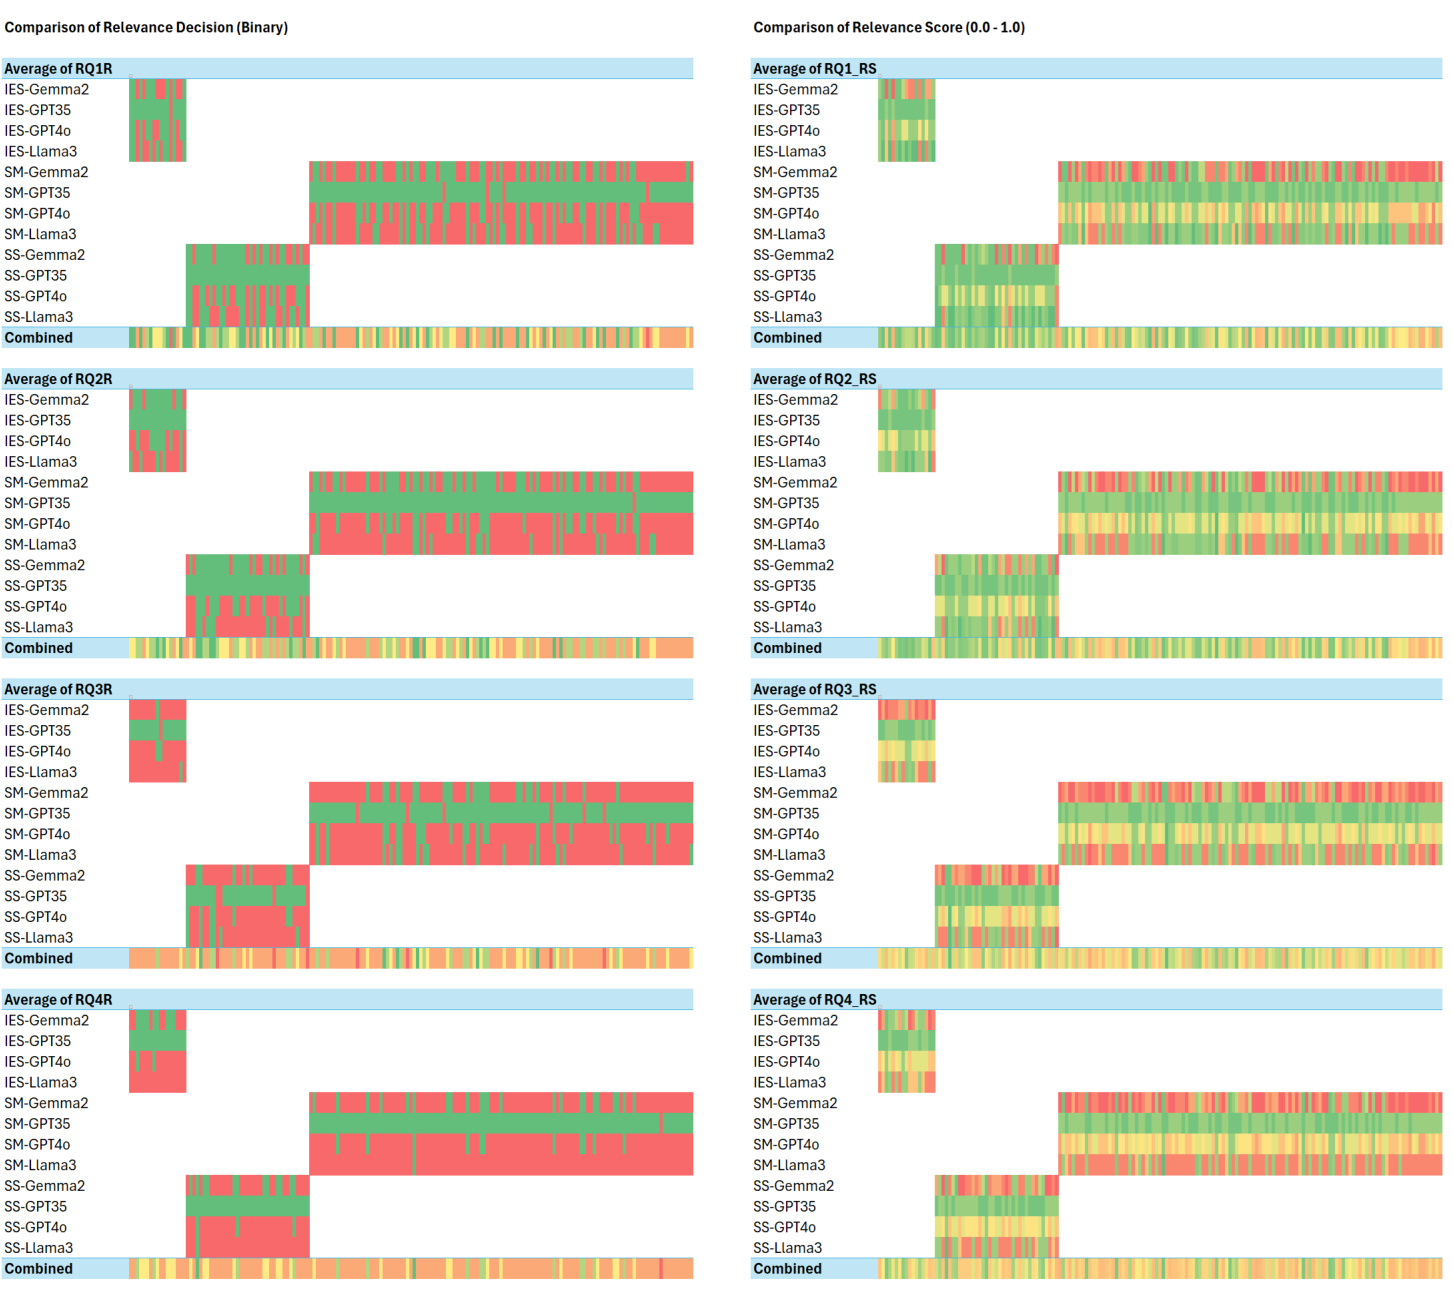 Comparison of Relevance Decision (Binary)
Average of RQ1R
IES-Gemma2
IES-GPT35
IES-GPT4o
IES-Llama3
SM-Gemma2
SM-GPT35
SM-GPT4o
SM-Llama3
SS-Gemma2
SS-GPT35
SS-GPT4o
SS-Llama3
Combined
Average of RQ2R
IES-Gemma2
IES-GPT35
IES-GPT4o
IES-Llama3
SM-Gemma2
SM-GPT35
SM-GPT4o
SM-Llama3
SS-Gemma2
SS-GPT35
SS-GPT4o
SS-Llama3
Combined
Average of RQ3R
IES-Gemma2
IES-GPT35
IES-GPT4o
IES-Llama3
SM-Gemma2
SM-GPT35
SM-GPT4o
SM-Llama3
SS-Gemma2
SS-GPT35
SS-GPT4o
SS-Llama3
Combined
Average of RQ4R
IES-Gemma2
IES-GPT35
IES-GPT4o
IES-Llama3
SM-Gemma2
SM-GPT35
SM-GPT4o
SM-Llama3
SS-Gemma2
SS-GPT35
SS-GPT4o
SS-Llama3
Combined
Comparison of Relevance Score (0.0 - 1.0)
Average of RQ1_RS
IES-Gemma2
IES-GPT35
IES-GPT4o
IES-Llama3
SM-Gemma2
SM-GPT35
SM-GPT4o
SM-Llama3
SS-Gemma2
SS-GPT35
SS-GPT4o
SS-Llama3
Combined
Average of RQ2_RS
IES-Gemma2
IES-GPT35
IES-GPT4o
IES-Llama3
SM-Gemma2
SM-GPT35
SM-GPT4o
SM-Llama3
SS-Gemma2
SS-GPT35
SS-GPT4o
SS-Llama3
Combined
Average of RQ3_RS
IES-Gemma2
IES-GPT35
IES-GPT4o
IES-Llama3
SM-Gemma2
SM-GPT35
SM-GPT4o
SM-Llama3
SS-Gemma2
SS-GPT35
SS-GPT4o
SS-Llama3
Combined
Average of RQ4_RS
IES-Gemma2
IES-GPT35
IES-GPT4o
IES-Llama3
SM-Gemma2
SM-GPT35
SM-GPT4o
SM-Llama3
SS-Gemma2
SS-GPT35
SS-GPT4o
SS-Llama3
Combined